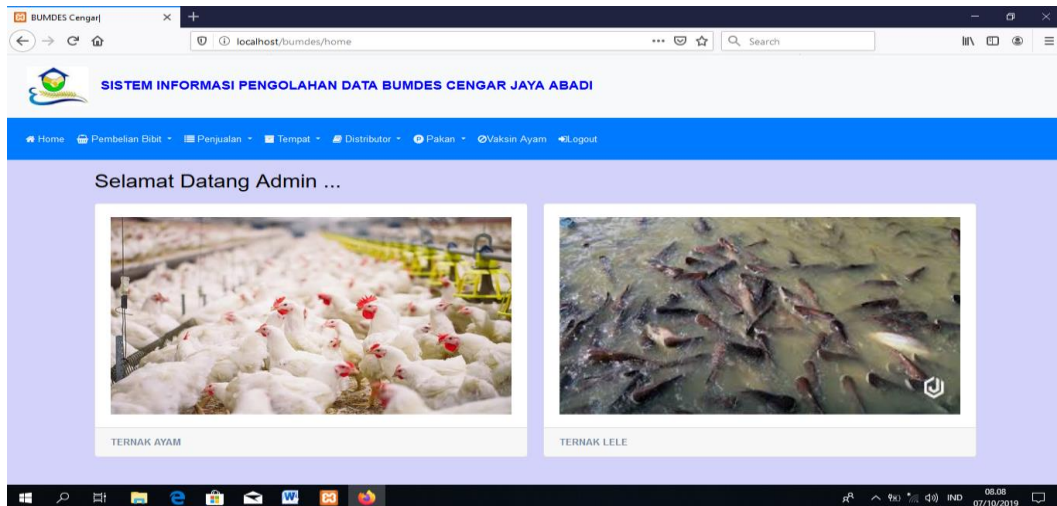 BUMDES Cengar|
localhost/bumdes/home
Search
SISTEM INFORMASI PENGOLAHAN DATA BUMDES CENGAR JAYA ABADI
Home Pembelian Bibit Penjualan Tempat Distributor Pakan Vaksin Ayam Logout
Selamat Datang Admin ...
TERNAK AYAM
TERNAK LELE
IND
08.08
07/10/2019